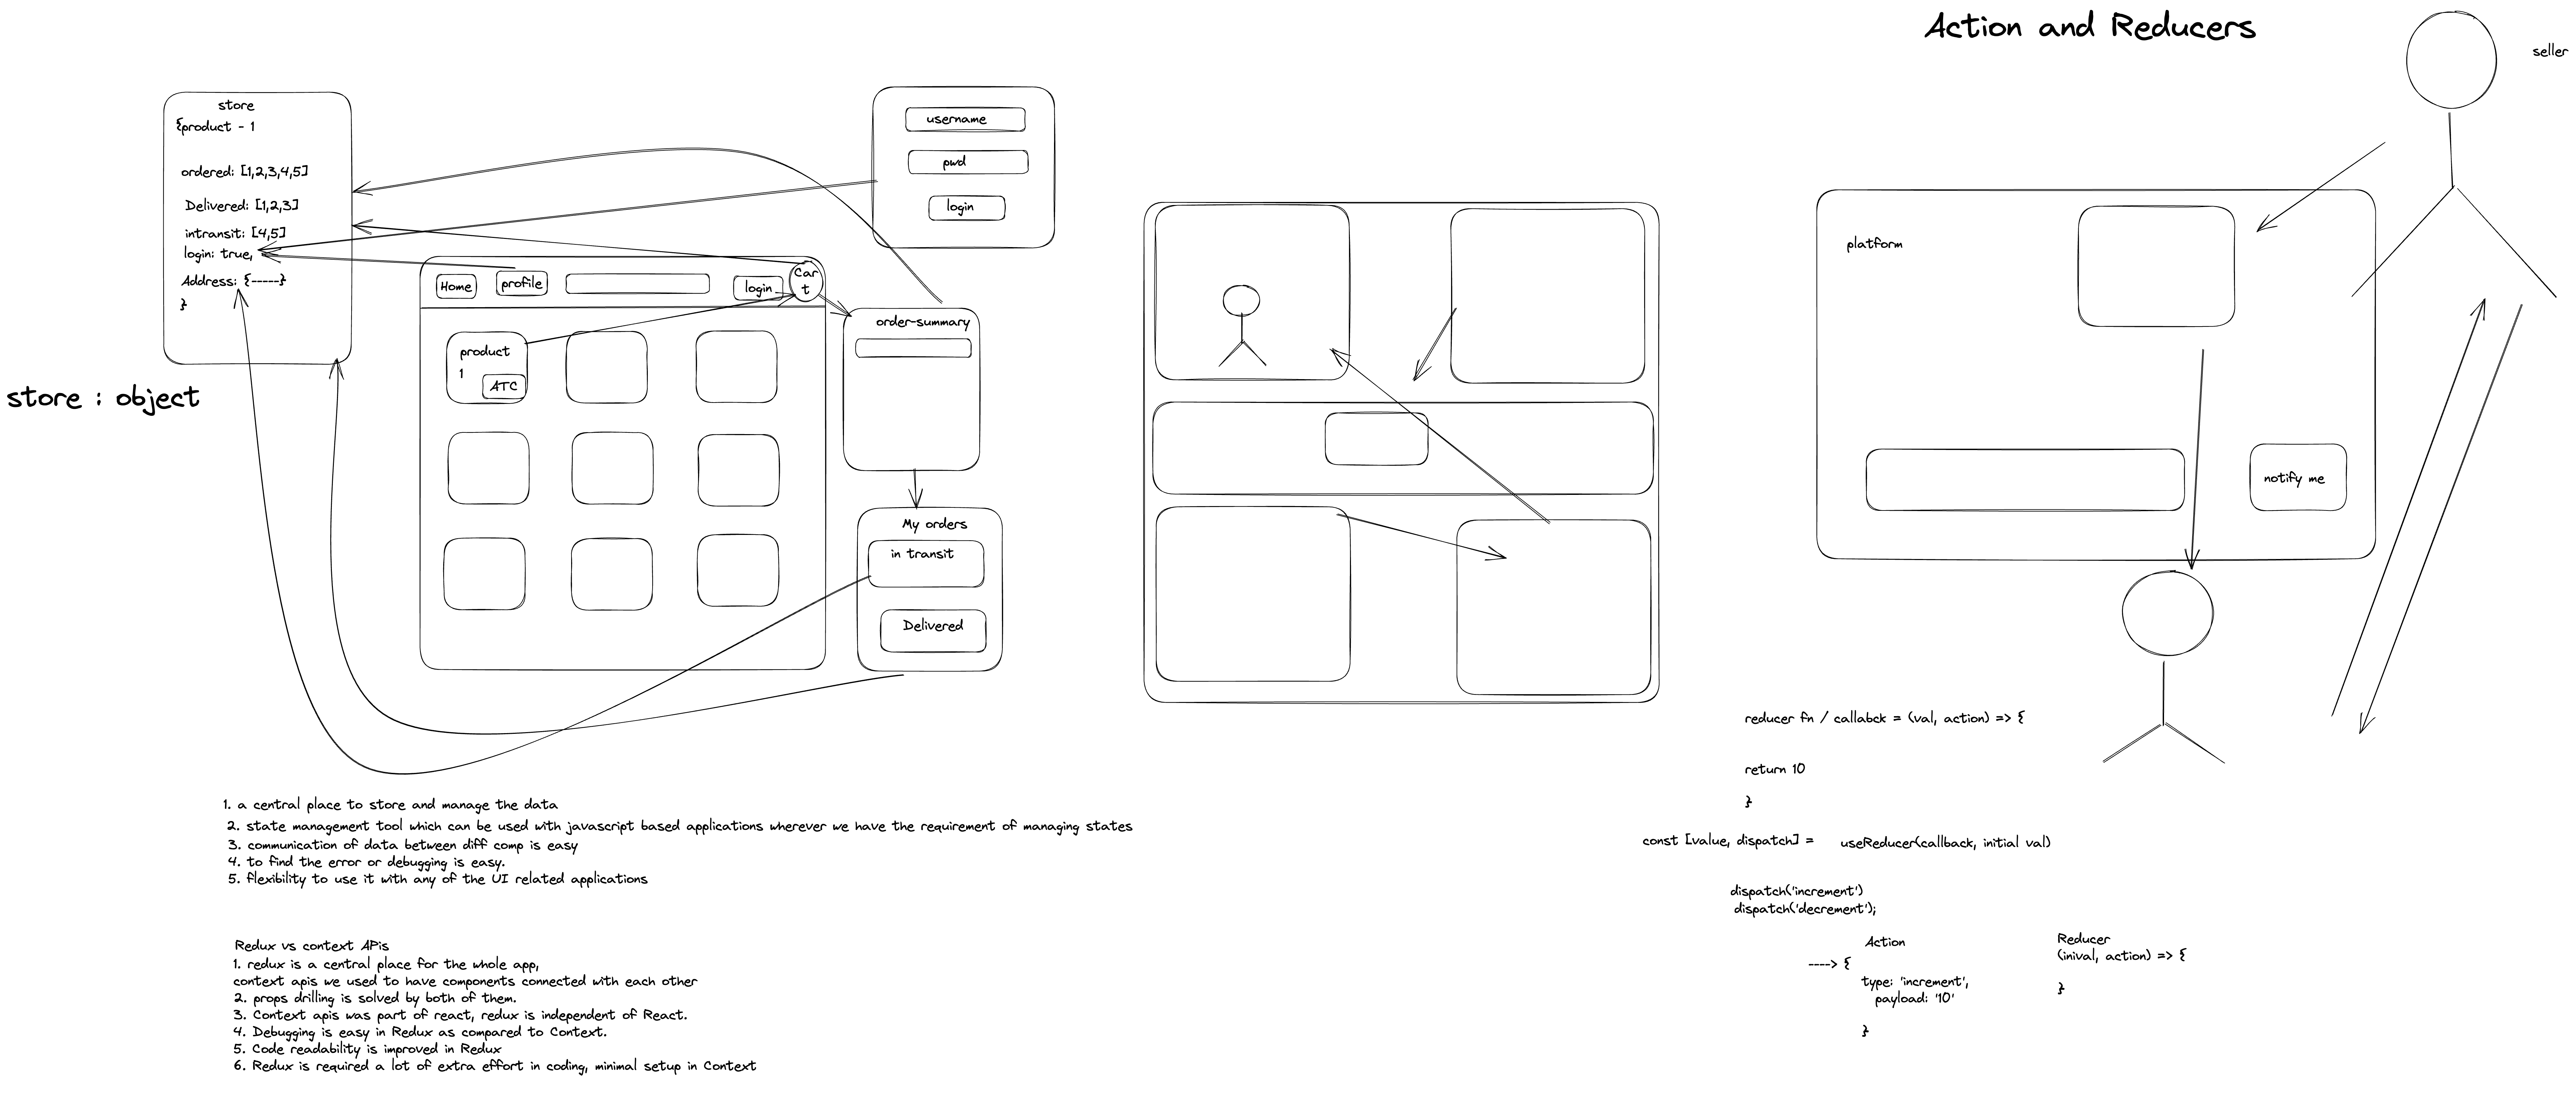 Action and Reducers
seller
store
{product - 1
ordered: [1,2,3,4,5]
Delivered: [1,2,3]
intransit: [4,5]
login: true,
Address: {-----}
}
store : object
username
pwd
login
Home
profile
login
Car
t
product
1
ATC
order-summary
My orders
in transit
Delivered
platform
notify me
1. a central place to store and manage the data
2. state management tool which can be used with javascript based applications wherever we have the requirement of managing states
3. communication of data between diff comp is easy
4. to find the error or debugging is easy.
5. flexibility to use it with any of the UI related applications
Redux vs context APis
1. redux is a central place for the whole app,
context apis we used to have components connected with each other
2. props drilling is solved by both of them.
3. Context apis was part of react, redux is independent of React.
4. Debugging is easy in Redux as compared to Context.
5. Code readability is improved in Redux
6. Redux is required a lot of extra effort in coding, minimal setup in Context
reducer fn / callabck = (val, action) => {
return 10
}
const [value, dispatch] = useReducer(callback, initial val)
dispatch('increment')
dispatch('decrement');
Action
----> {
type: 'increment',
payload: '10'
}
Reducer
(inival, action) => {
}